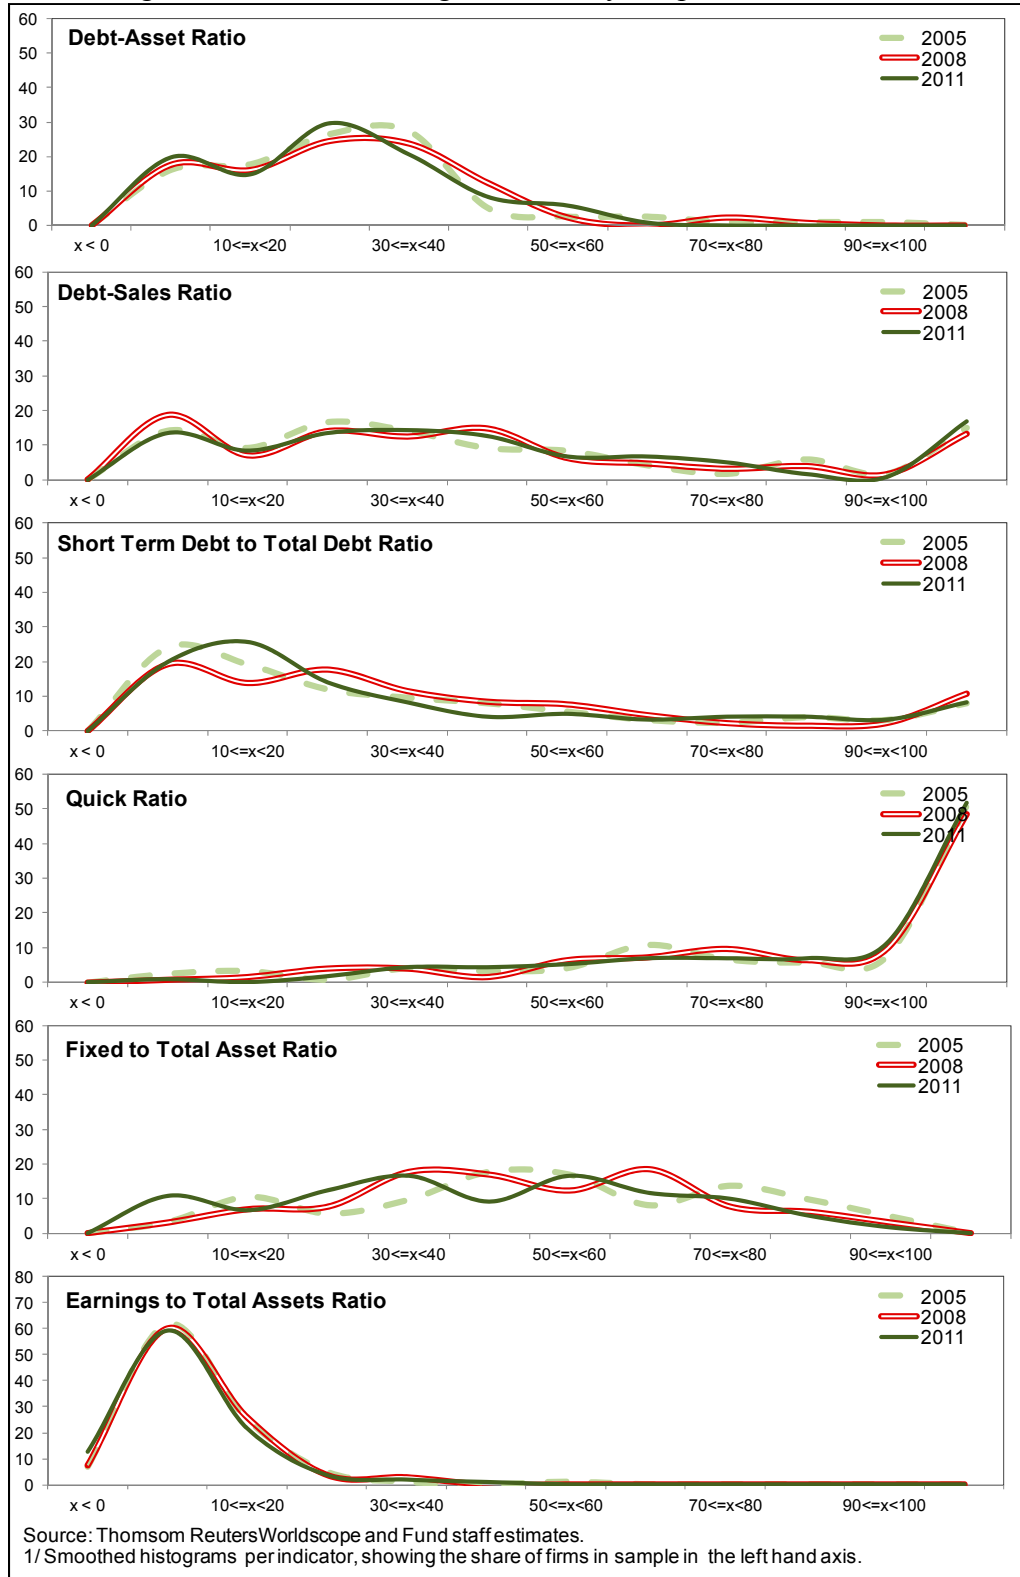 60
50
40
30
20
10
0
Debt-Asset Ratio
2005
2008
2011
x < 0
10<=x<20
30<=x<40
50<=x<60
70<=x<80
90<=x<100
60
50
40
30
20
10
0
Debt-Sales Ratio
2005
2008
2011
x < 0
10<=x<20
30<=x<40
50<=x<60
70<=x<80
90<=x<100
60
50
40
30
20
10
0
Short Term Debt to Total Debt Ratio
2005
2008
2011
x < 0
10<=x<20
30<=x<40
50<=x<60
70<=x<80
90<=x<100
60
50
40
30
20
10
0
Quick Ratio
2005
2008
2011
x < 0
10<=x<20
30<=x<40
50<=x<60
70<=x<80
90<=x<100
60
50
40
30
20
10
0
Fixed to Total Asset Ratio
2005
2008
2011
x < 0
10<=x<20
30<=x<40
50<=x<60
70<=x<80
90<=x<100
80
70
60
50
40
30
20
10
0
Earnings to Total Assets Ratio
2005
2008
2011
x < 0
10<=x<20
30<=x<40
50<=x<60
70<=x<80
90<=x<100
Source: Thomsom Reuters Worldscope and Fund staff estimates.
1/ Smoothed histograms per indicator, showing the share of firms in sample in the left hand axis.